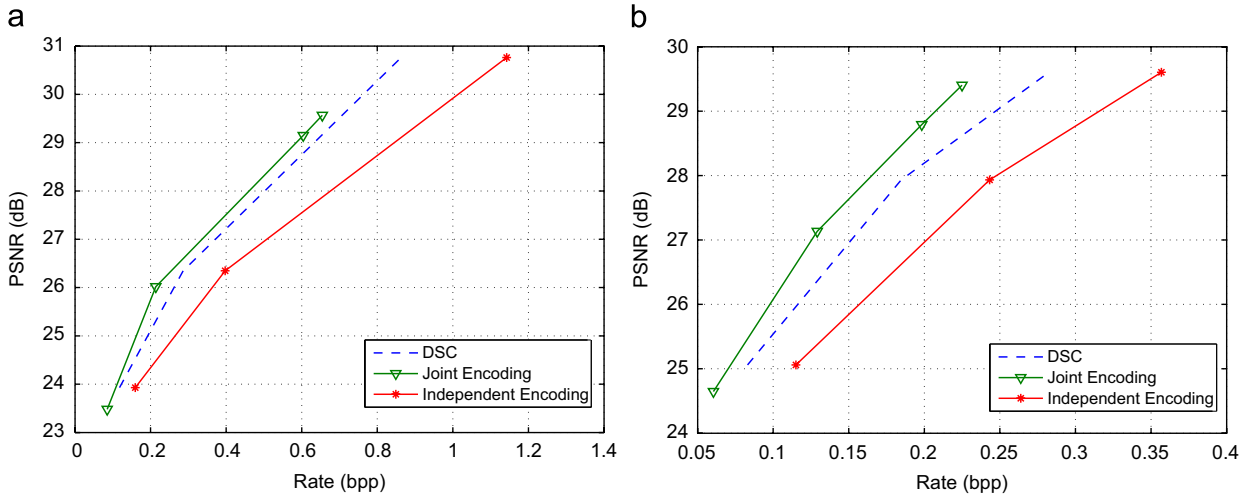 a
31
30
29
28
27
26
25
24
23
PSNR (dB)
0.2
0.4
0.6
0.8
1
1.2
1.4
Rate (bpp)
DSC
Joint Encoding
Independent Encoding
b
30
29
28
27
26
25
24
PSNR (dB)
0.05
0.1
0.15
0.2
0.25
0.3
0.35
0.4
Rate (bpp)
DSC
Joint Encoding
Independent Encoding